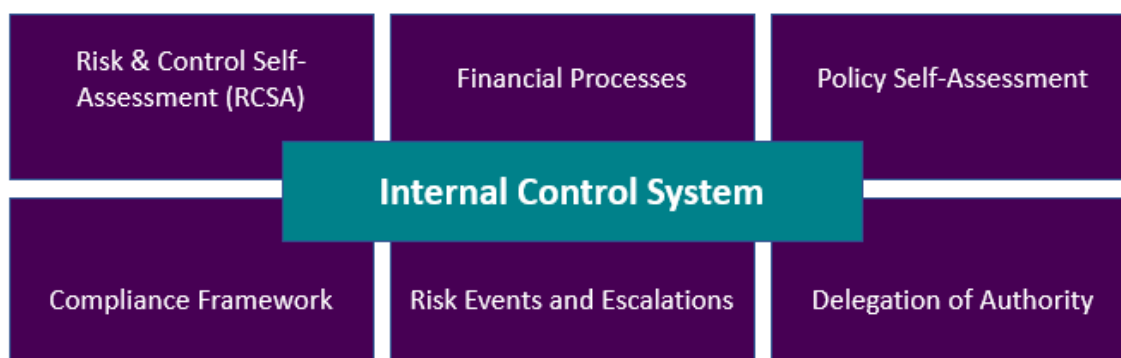 Risk & Control Self-
Assessment (RCSA)
Financial Processes
Policy Self-Assessment
Internal Control System
Compliance Framework
Risk Events and Escalations
Delegation of Authority